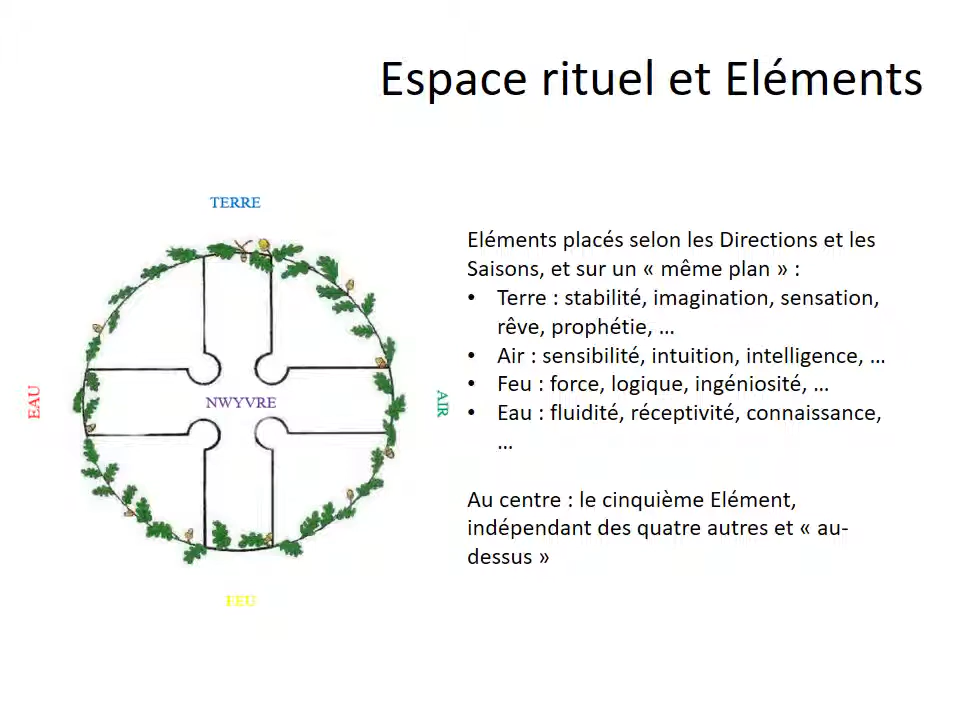 Espace rituel et Eléments
TERRE
EAU
NWYVRE
AIR
FEU
Eléments placés selon les Directions et les
Saisons, et sur un « même plan » :
• Terre : stabilité, imagination, sensation,
rêve, prophétie, …
• Air : sensibilité, intuition, intelligence, …
• Feu : force, logique, ingéniosité, …
• Eau : fluidité, réceptivité, connaissance,
…
Au centre : le cinquième Elément,
indépendant des quatre autres et « au-
dessus »